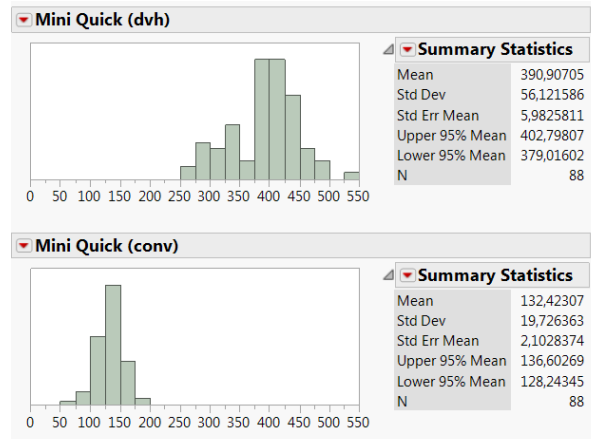 Mini Quick (dvh)
Summary Statistics
Mean 390,90705
Std Dev 56,121586
Std Err Mean 5,9825811
Upper 95% Mean 402,79807
Lower 95% Mean 379,01602
N 88
0 50 100 150 200 250 300 350 400 450 500 550
Mini Quick (conv)
Summary Statistics
Mean 132,42307
Std Dev 19,726363
Std Err Mean 2,1028374
Upper 95% Mean 136,60269
Lower 95% Mean 128,24345
N 88
0 50 100 150 200 250 300 350 400 450 500 550